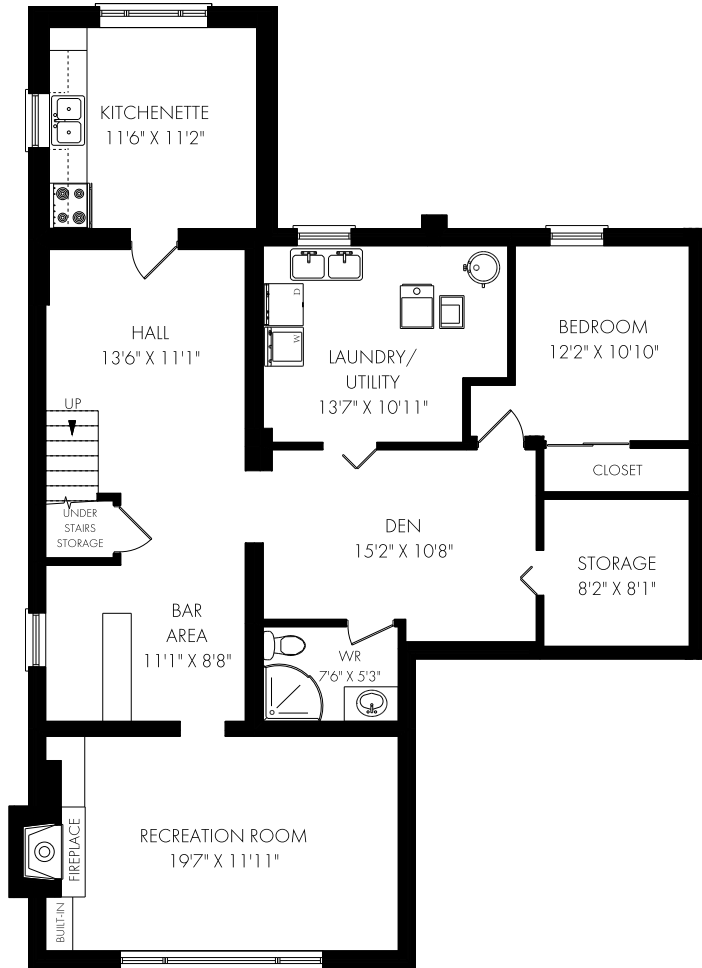 KITCHENETTE
11'6" X 11'2"
HALL
13'6" X 11'1"
D
W
LAUNDRY/
UTILITY
13'7" X 10'11"
BEDROOM
12'2" X 10'10"
UP
CLOSET
UNDER
STAIRS
STORAGE
DEN
15'2" X 10'8"
STORAGE
8'2" X 8'1"
BAR
AREA
11'1" X 8'8"
WR
7'6" X 5'3"
RECREATION ROOM
19'7" X 11'11"
FIREPLACE
BUILT-IN